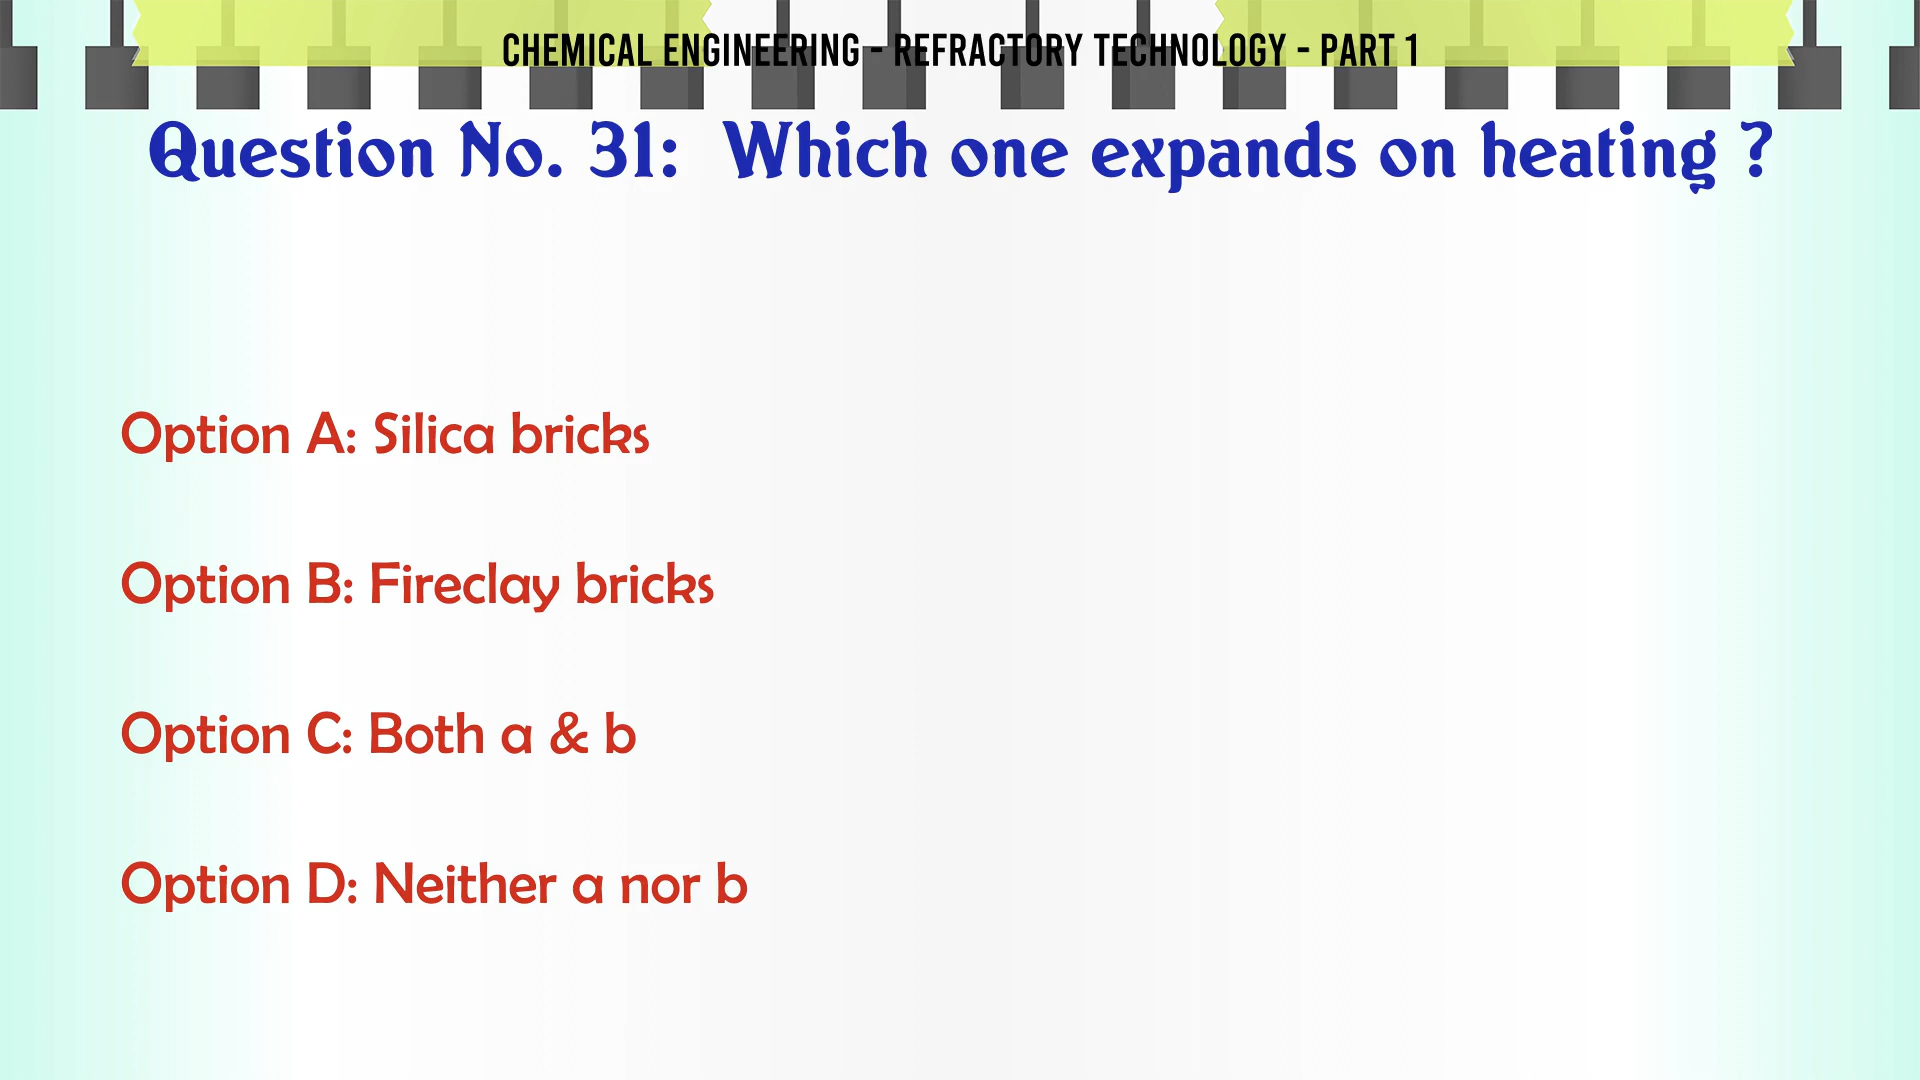 CHEMICAL ENGINEERING - REFRACTORY TECHNOLOGY - PART 1
Question No. 31: Which one expands on heating ?
Option A: Silica bricks
Option B: Fireclay bricks
Option C: Both a & b
Option D: Neither a nor b